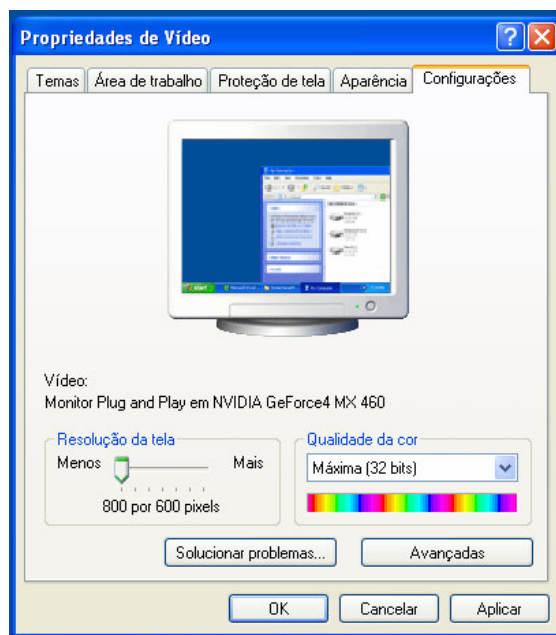 Propriedades de Vídeo
Temas Área de trabalho Proteção de tela Aparência Configurações
start
Vídeo:
Monitor Plug and Play em NVIDIA GeForce4 MX 460
Resolução da tela
Menos Mais
800 por 600 pixels
Qualidade da cor
Máxima (32 bits)
Solucionar problemas... Avançadas
OK Cancelar Aplicar